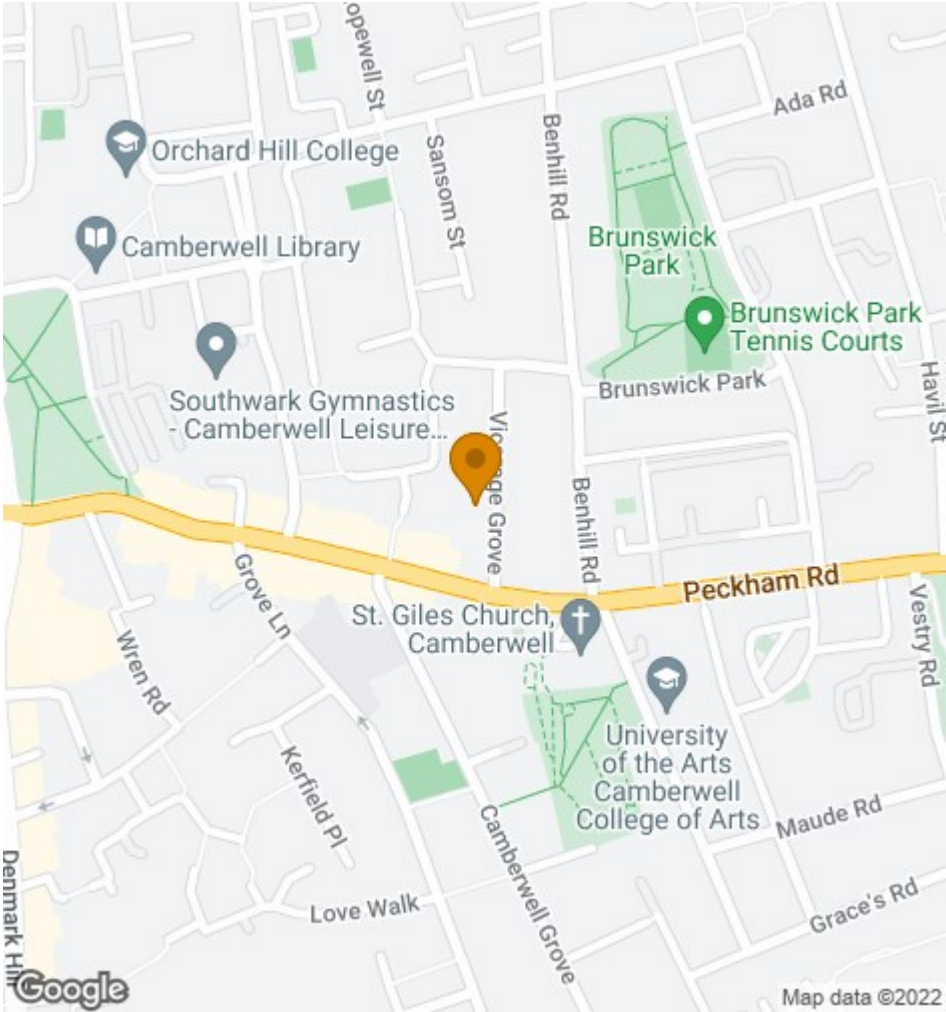 opewell St
Ada Rd
Benhill Rd
Orchard Hill College
Sansom St
Camberwell Library
Brunswick
Park
Brunswick Park
Tennis Courts
Brunswick Park
Havil St
Southwark Gymnastics
- Camberwell Leisure...
Grove
Benhill Rd
Peckham Rd
Grove Ln
St. Giles Church,
Camberwell
Vestry Rd
Wren Rd
University
of the Arts
Camberwell
College of Arts
Kerfield Pl
Maude Rd
Camberwell Grove
Denmark Hill
Love Walk
Grace's Rd
Google
Map data ©2022